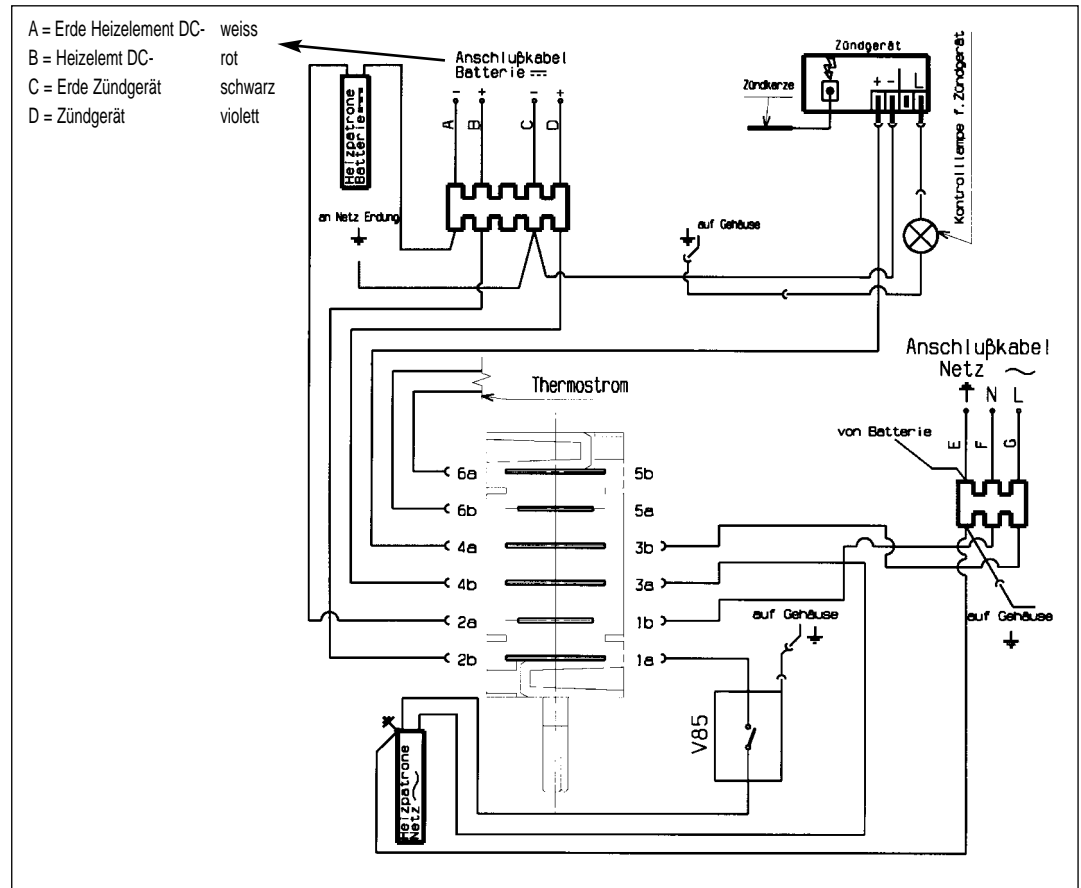 A = Erde Heizelement DC- weiss
B = Heizelemt DC- rot
C = Erde Zündgerät schwarz
D = Zündgerät violett
Anschlußkabel
Batterie
- + - +
A B C D
Heizpatrone
Batterie
an Netz Erdung
Zündgerät
Zündkerze
+ - L
Kontrolllampe f. Zündgerät
auf Gehäuse
Anschlußkabel
Netz ~
N L
E F G
von Batterie
auf Gehäuse
Thermostrom
6a 5b
6b 5a
4a 3b
4b 3a
2a 1b
2b 1a
auf Gehäuse
V85
Heizpatrone
Netz ~